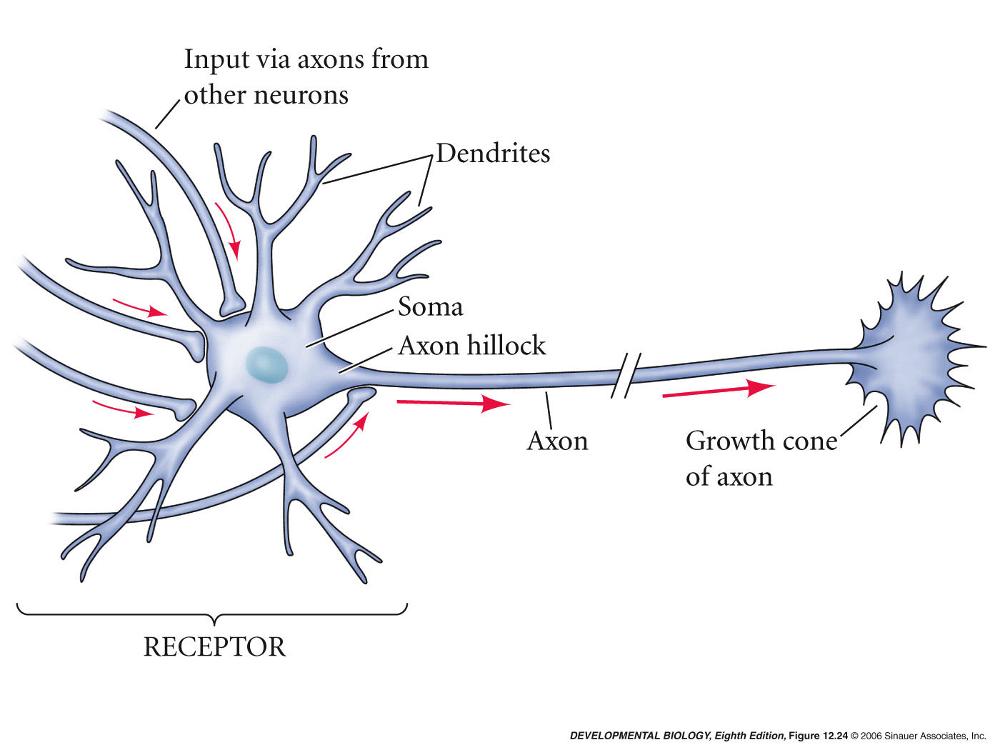 Input via axons from
other neurons
Dendrites
Soma
Axon hillock
Axon
Growth cone
of axon
RECEPTOR
DEVELOPMENTAL BIOLOGY, Eighth Edition, Figure 12.24 © 2006 Sinauer Associates, Inc.